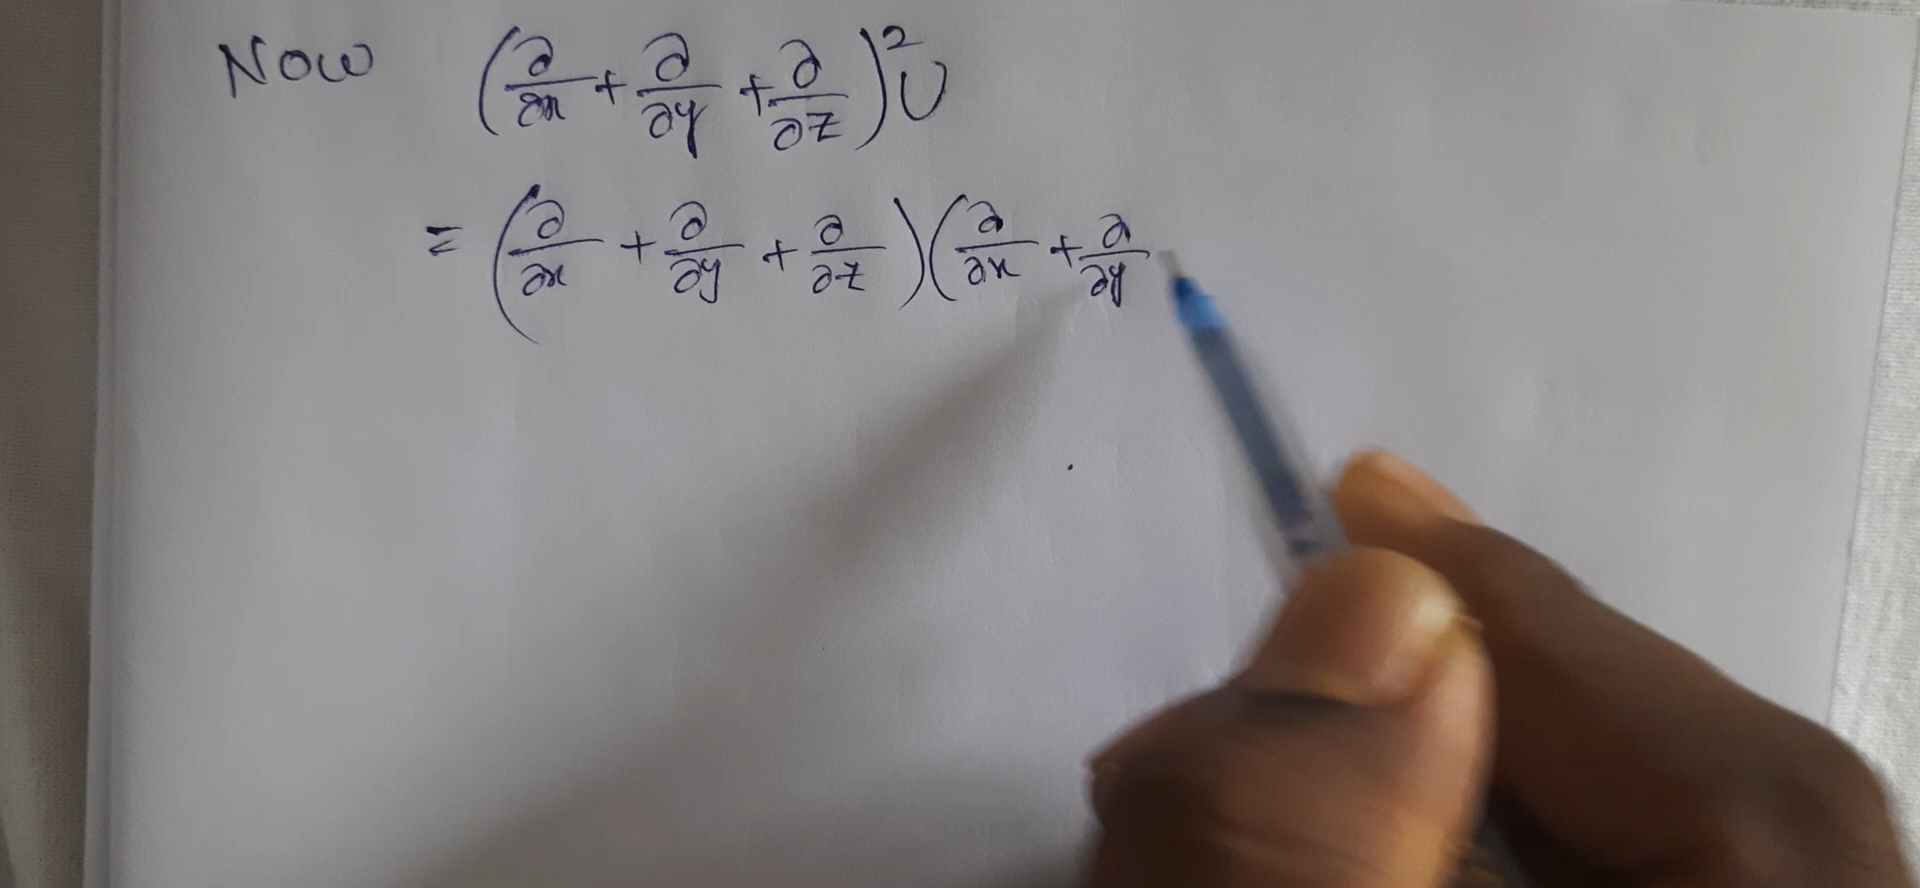 Now (∂/∂x + ∂/∂y + ∂/∂z)² U
= (∂/∂x + ∂/∂y + ∂/∂z)(∂/∂x + ∂/∂y